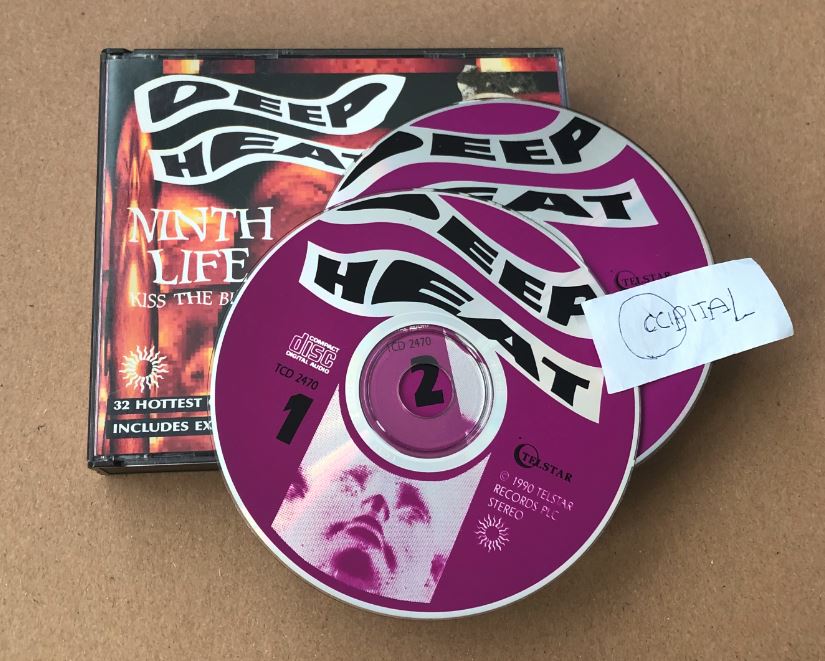 DEEP
HEAT
NINTH
LIFE
KISS THE
32 HOTTEST
INCLUDES
DEEP
HEAT
TELSTAR
DEEP
HEAT
COMPACT
disc
DIGITAL AUDIO
TCD 2470
1
TCD 2470
2
TELSTAR
© 1990 TELSTAR
RECORDS PLC
STEREO
OCCIPITAL